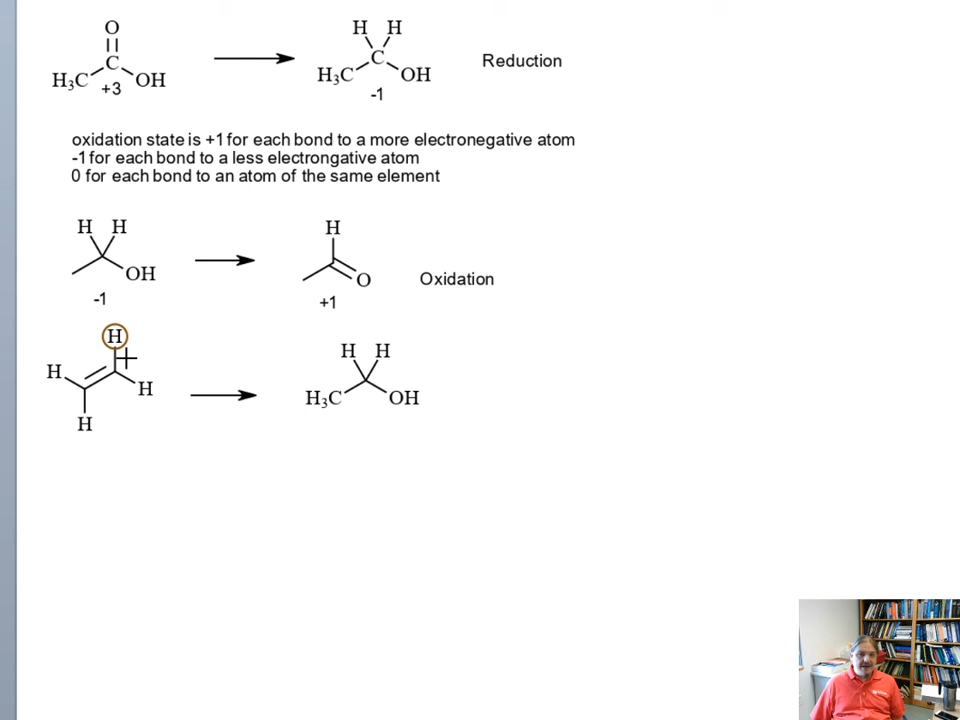 O
H H
C
C
H₃C
OH
H₃C
OH
Reduction
+3
-1
oxidation state is +1 for each bond to a more electronegative atom
-1 for each bond to a less electrongative atom
0 for each bond to an atom of the same element
H H
H
OH
O
Oxidation
-1
+1
H
H
H
H
H H
H₃C
OH